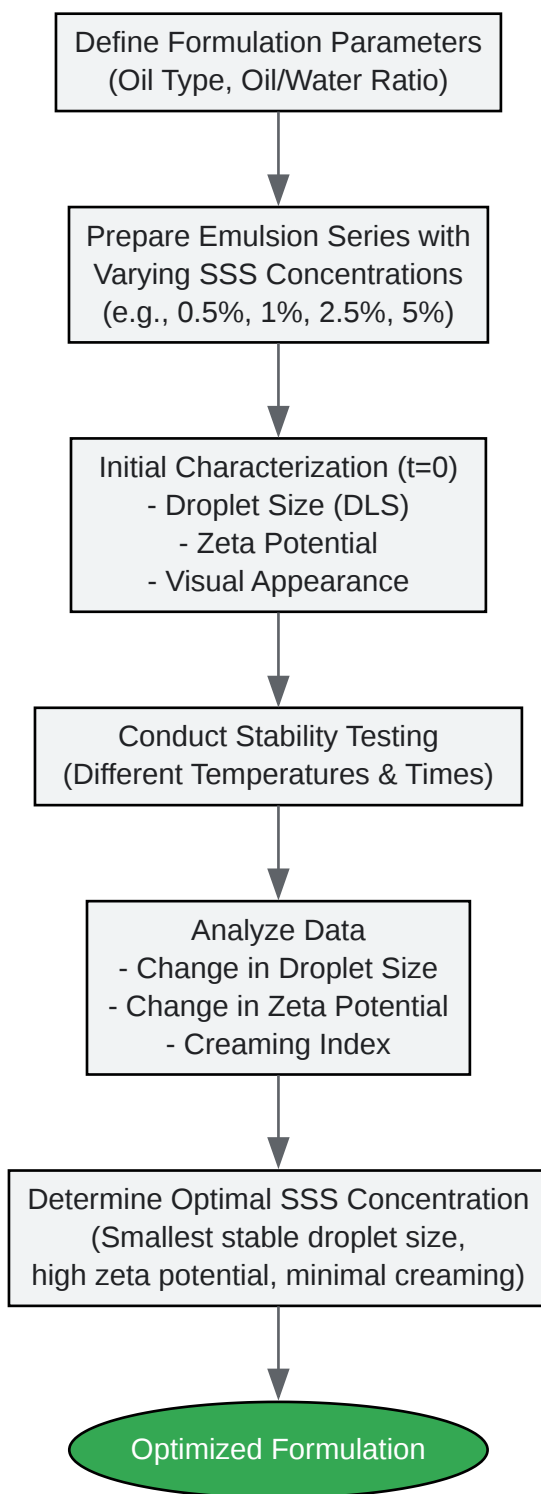 Define Formulation Parameters
(Oil Type, Oil/Water Ratio)
Prepare Emulsion Series with
Varying SSS Concentrations
(e.g., 0.5%, 1%, 2.5%, 5%)
Initial Characterization (t=0)
- Droplet Size (DLS)
- Zeta Potential
- Visual Appearance
Conduct Stability Testing
(Different Temperatures & Times)
Analyze Data
- Change in Droplet Size
- Change in Zeta Potential
- Creaming Index
Determine Optimal SSS Concentration
(Smallest stable droplet size,
high zeta potential, minimal creaming)
Optimized Formulation